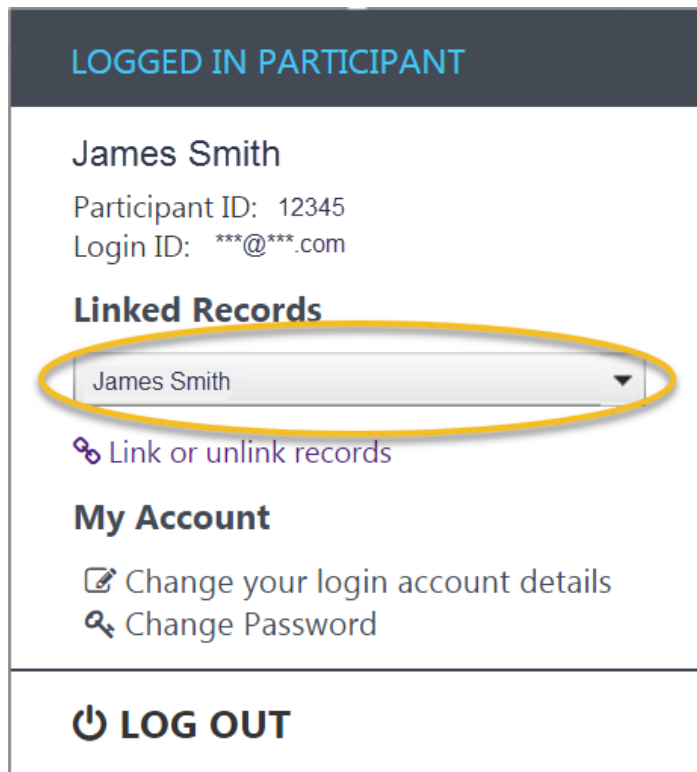 LOGGED IN PARTICIPANT
James Smith
Participant ID: 12345
Login ID: ***@***.com
Linked Records
James Smith
Link or unlink records
My Account
Change your login account details
Change Password
LOG OUT